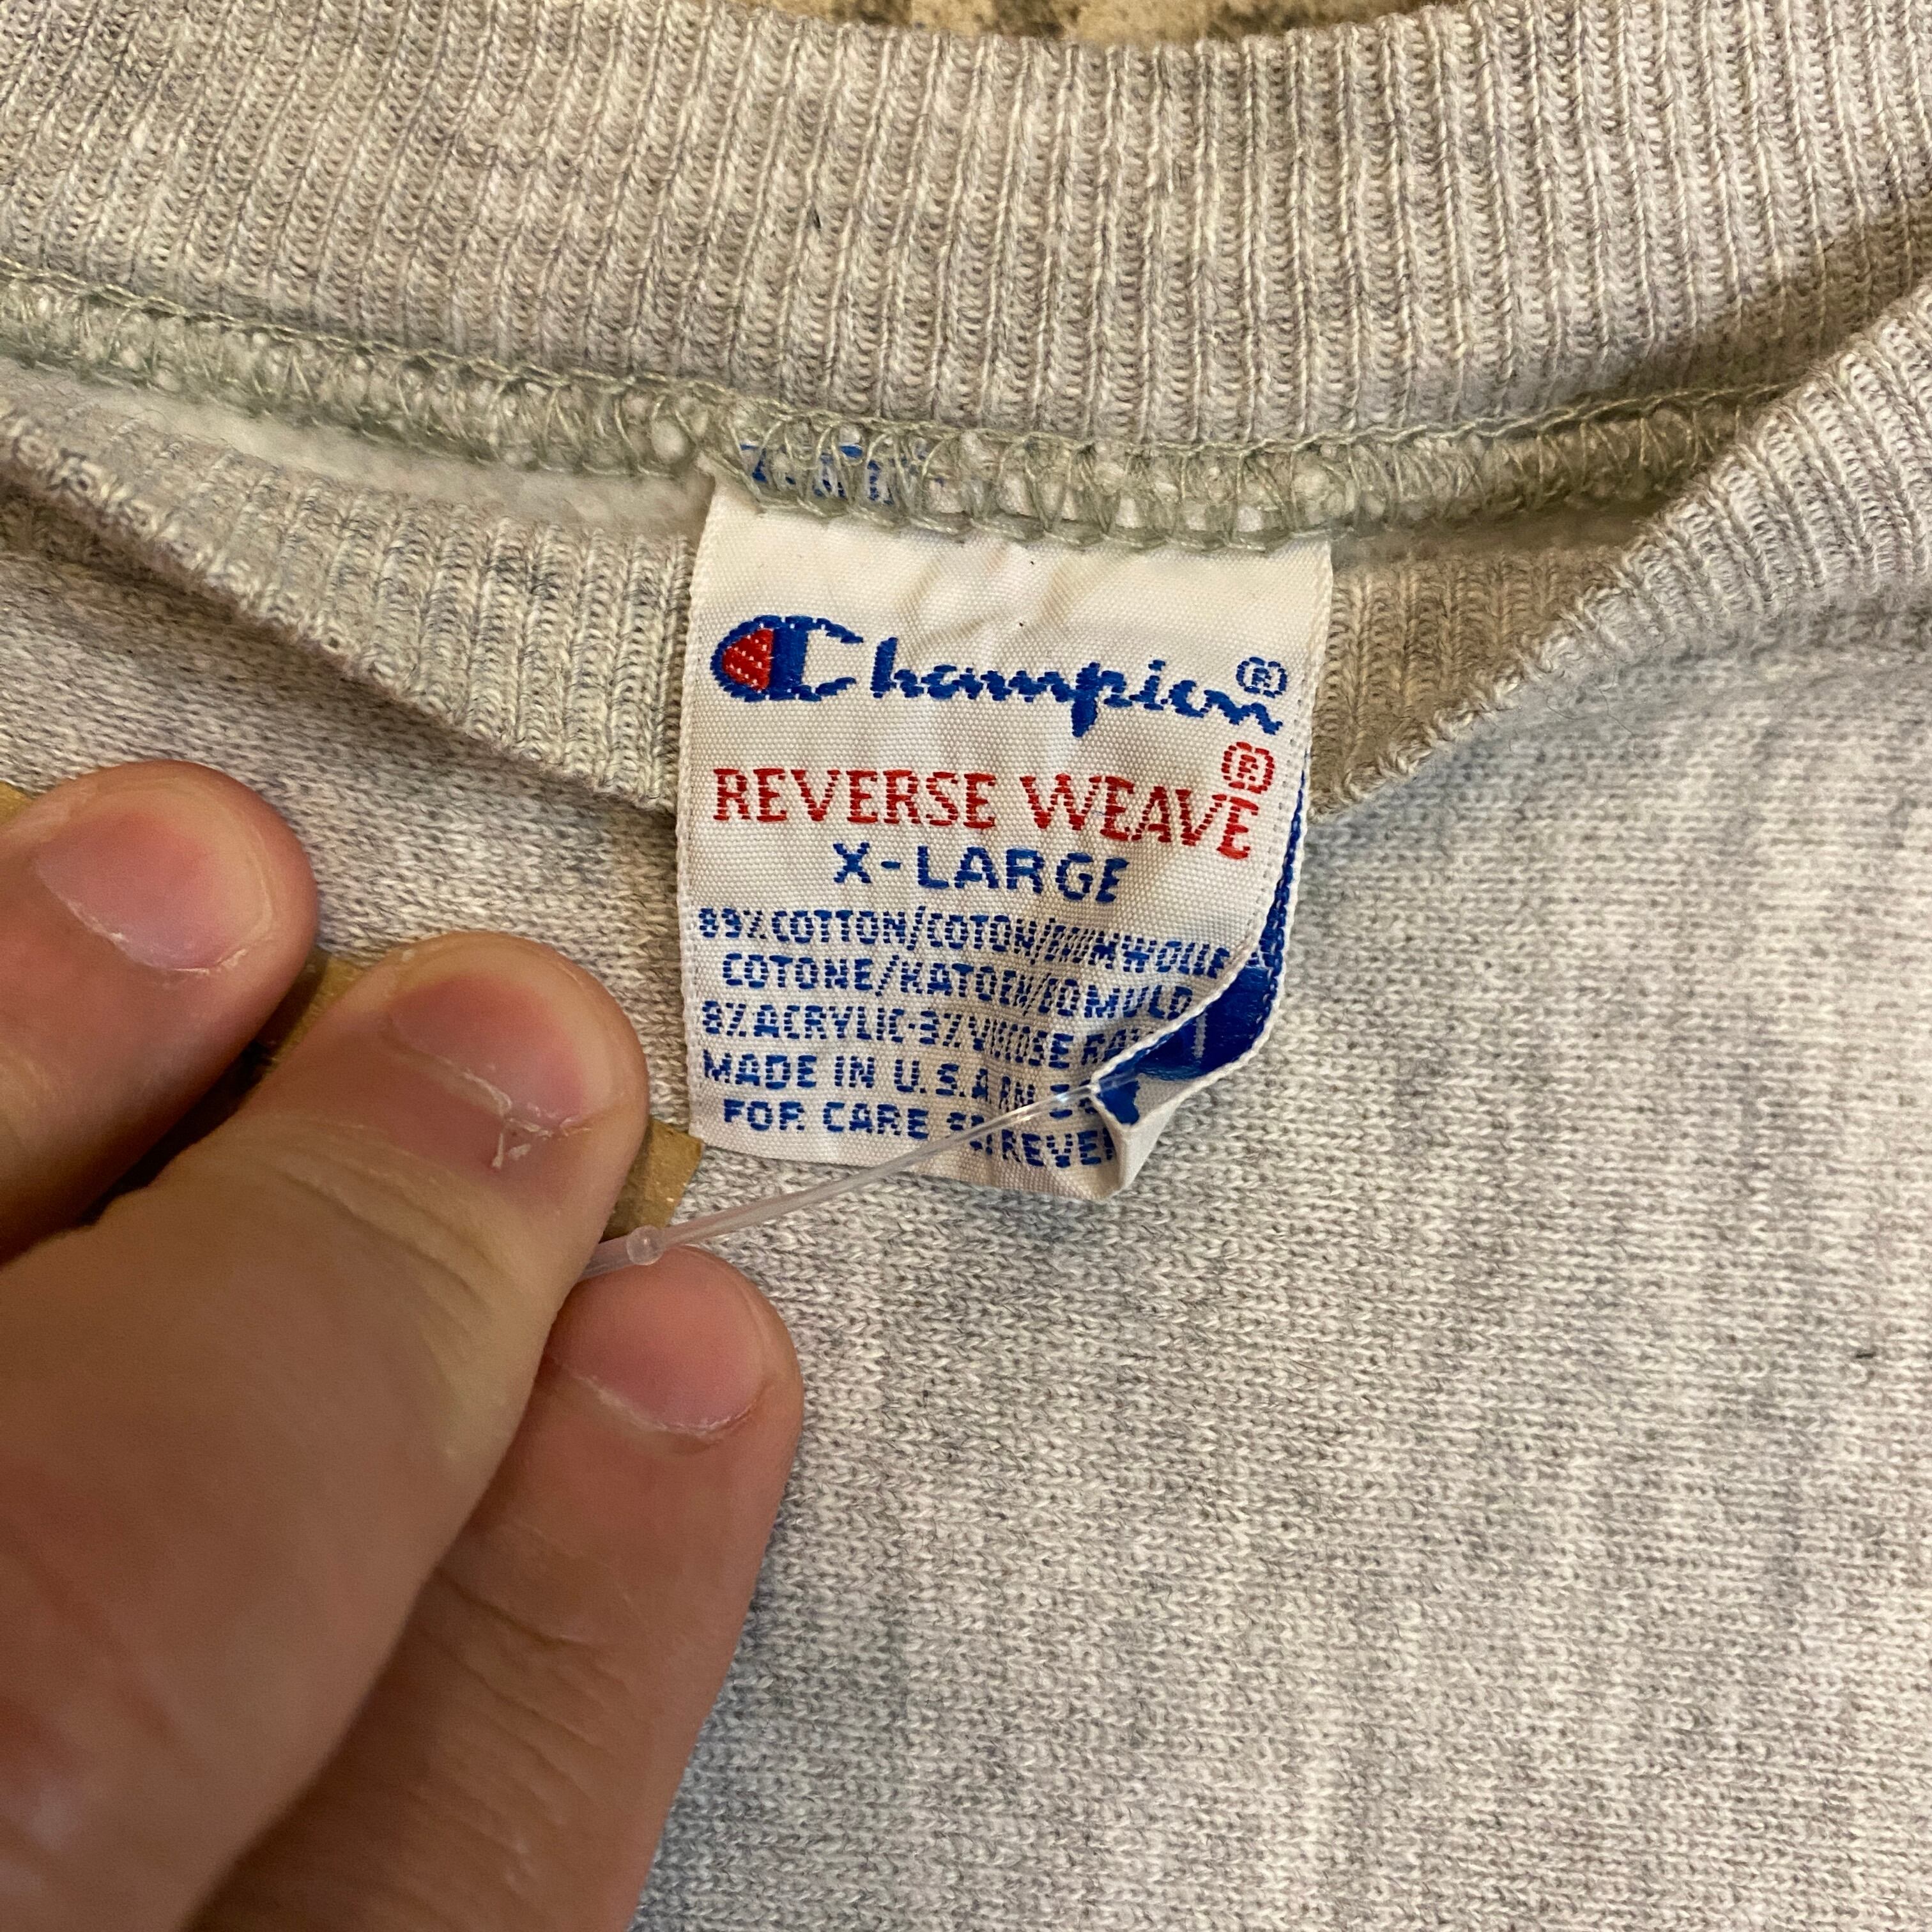 Champion®
REVERSE WEAVE®
X-LARGE
89% COTTON/COTON/BAUMWOLLE
COTONE/KATOEN/BOMULD
8% ACRYLIC-3% VISCOSE
MADE IN U.S.A RN
FOR CARE